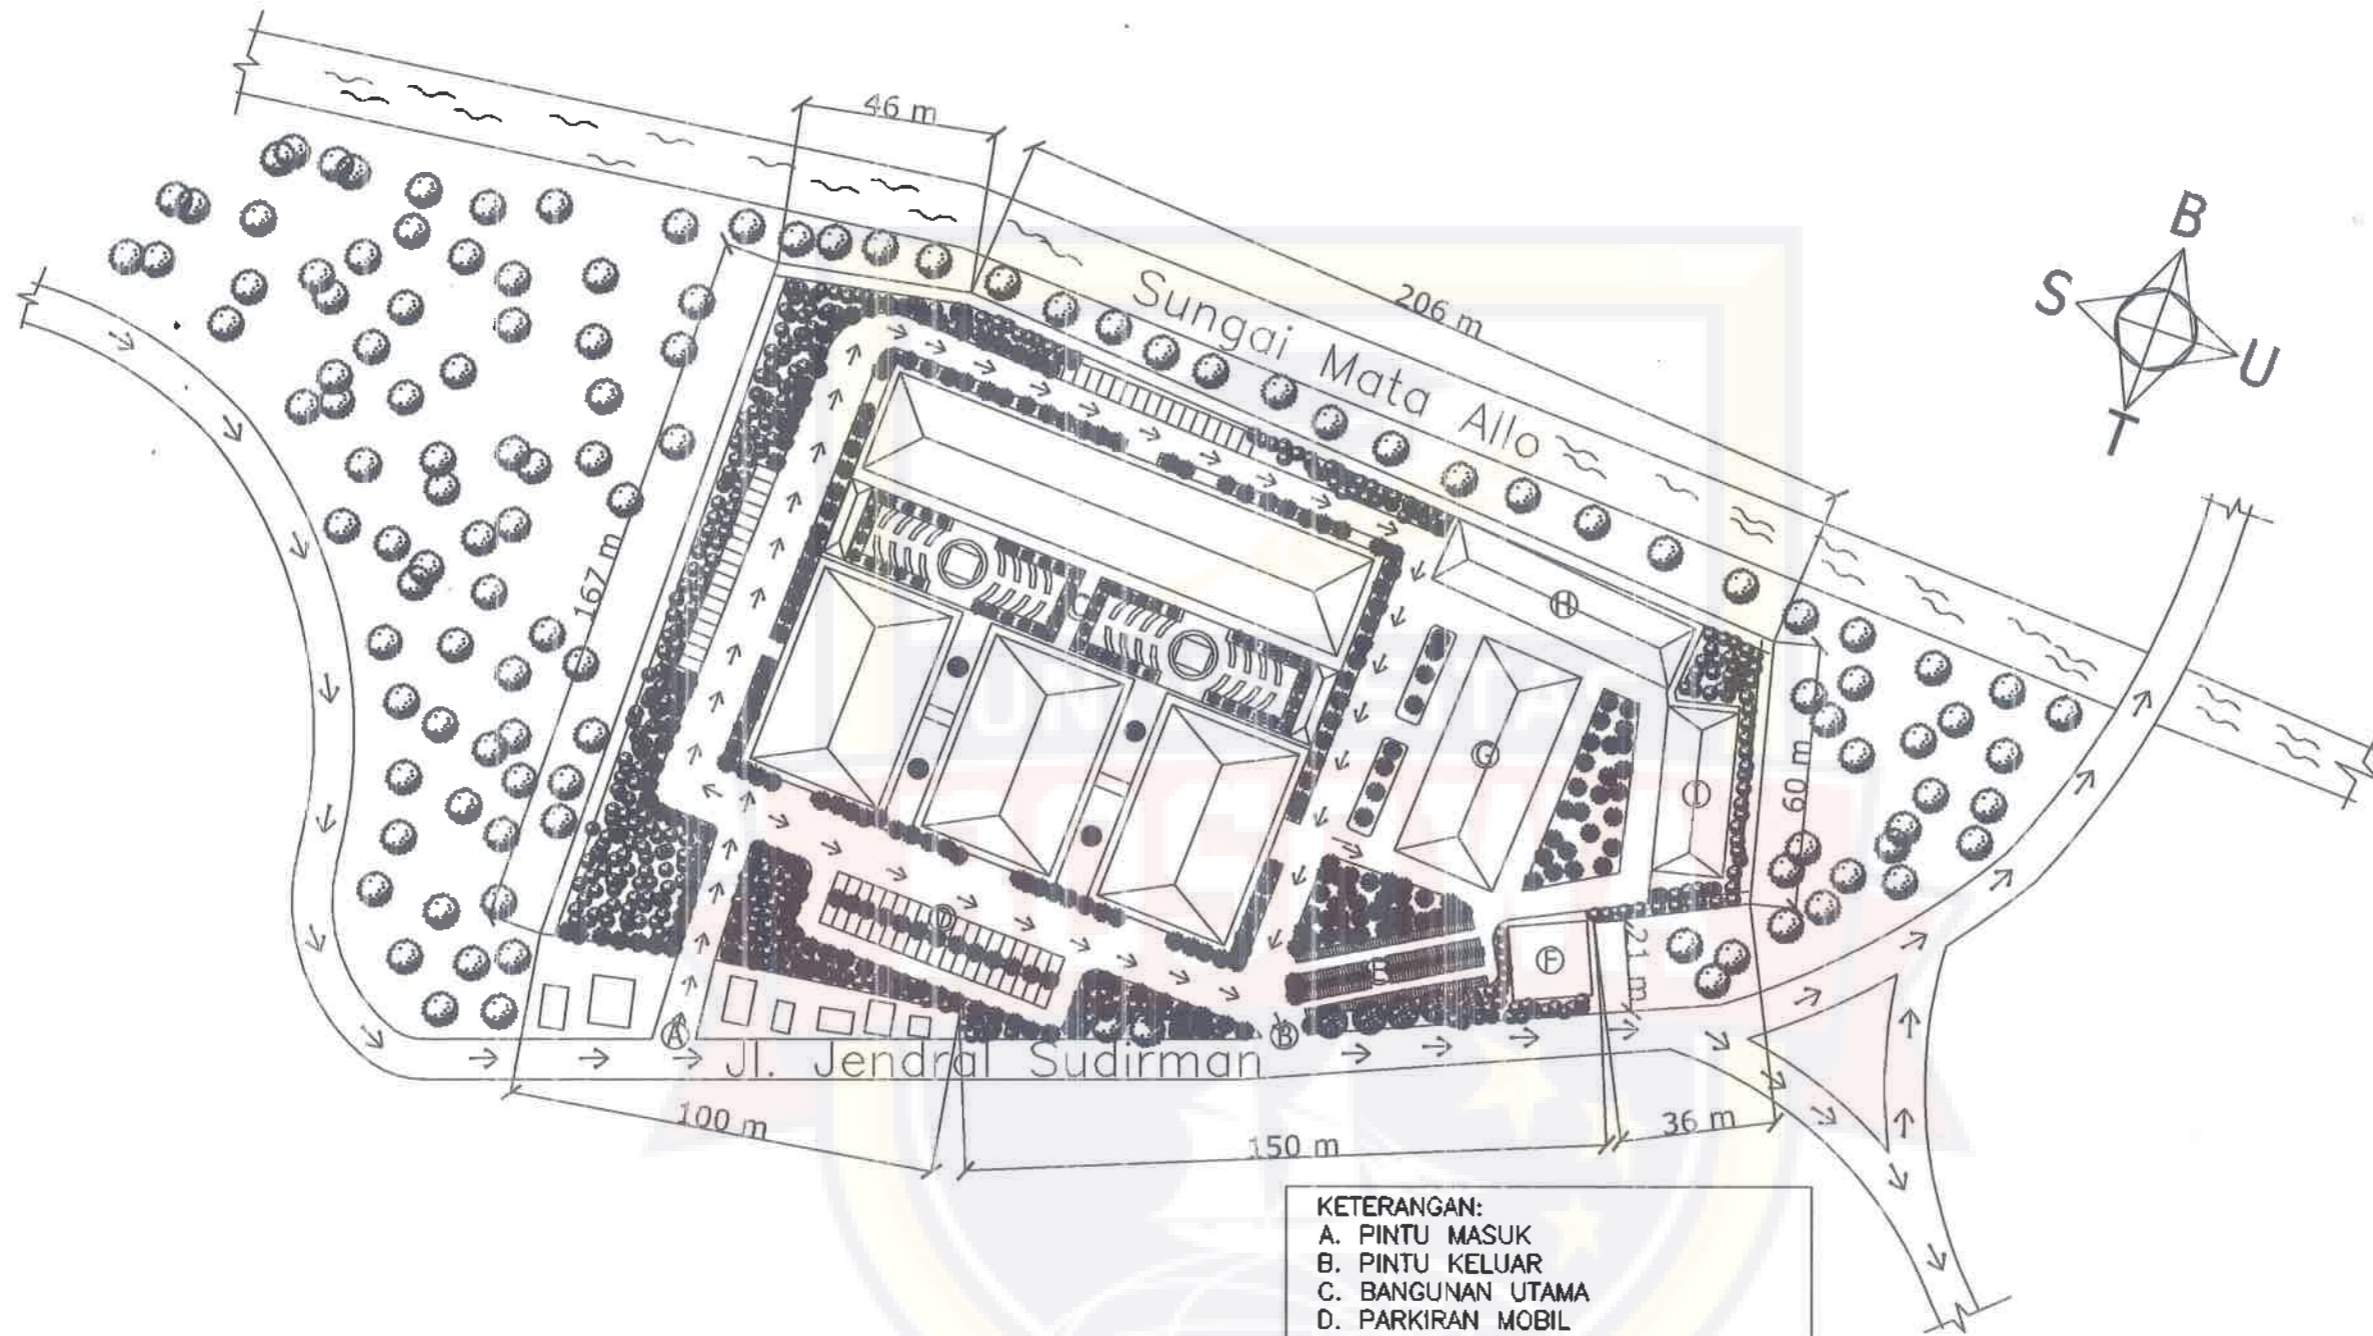 46 m
206 m
B
S
U
T
Sungai Mata Allo
167 m
H
C
G
I
60 m
D
E
F
21 m
A
B
Jl. Jendral Sudirman
100 m
150 m
36 m
KETERANGAN:
A. PINTU MASUK
B. PINTU KELUAR
C. BANGUNAN UTAMA
D. PARKIRAN MOBIL